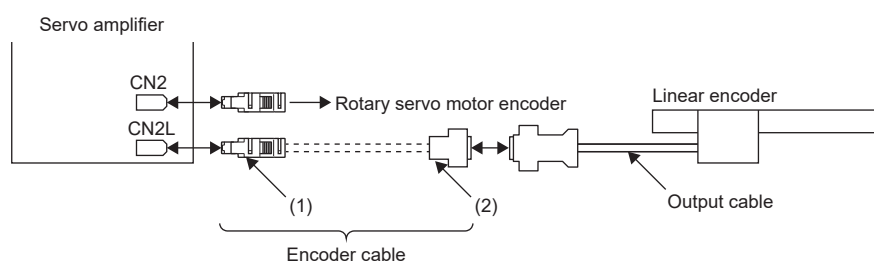 Servo amplifier
CN2
Rotary servo motor encoder
Linear encoder
CN2L
(1)
(2)
Output cable
Encoder cable